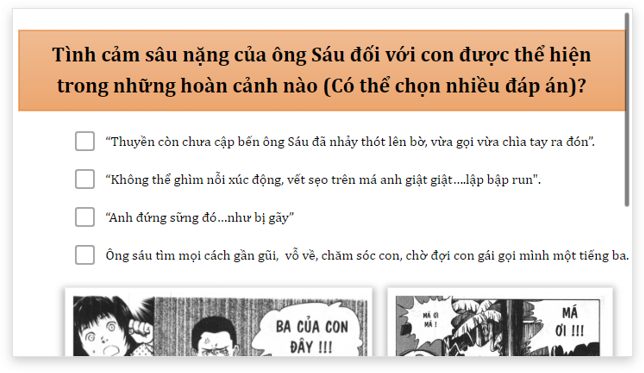 Tình cảm sâu nặng của ông Sáu đối với con được thể hiện
trong những hoàn cảnh nào (Có thể chọn nhiều đáp án)?
“Thuyền còn chưa cập bến ông Sáu đã nhảy thót lên bờ, vừa gọi vừa chìa tay ra đón”.
“Không thể ghìm nỗi xúc động, vết sẹo trên má anh giật giật….lập bập run".
“Anh đứng sững đó…như bị gãy”
Ông sáu tìm mọi cách gần gũi,  vỗ về, chăm sóc con, chờ đợi con gái gọi mình một tiếng ba.
BA CỦA CON
ĐÂY !!!
MÁ ƠI
MÁ !
MÁ
ƠI !!!